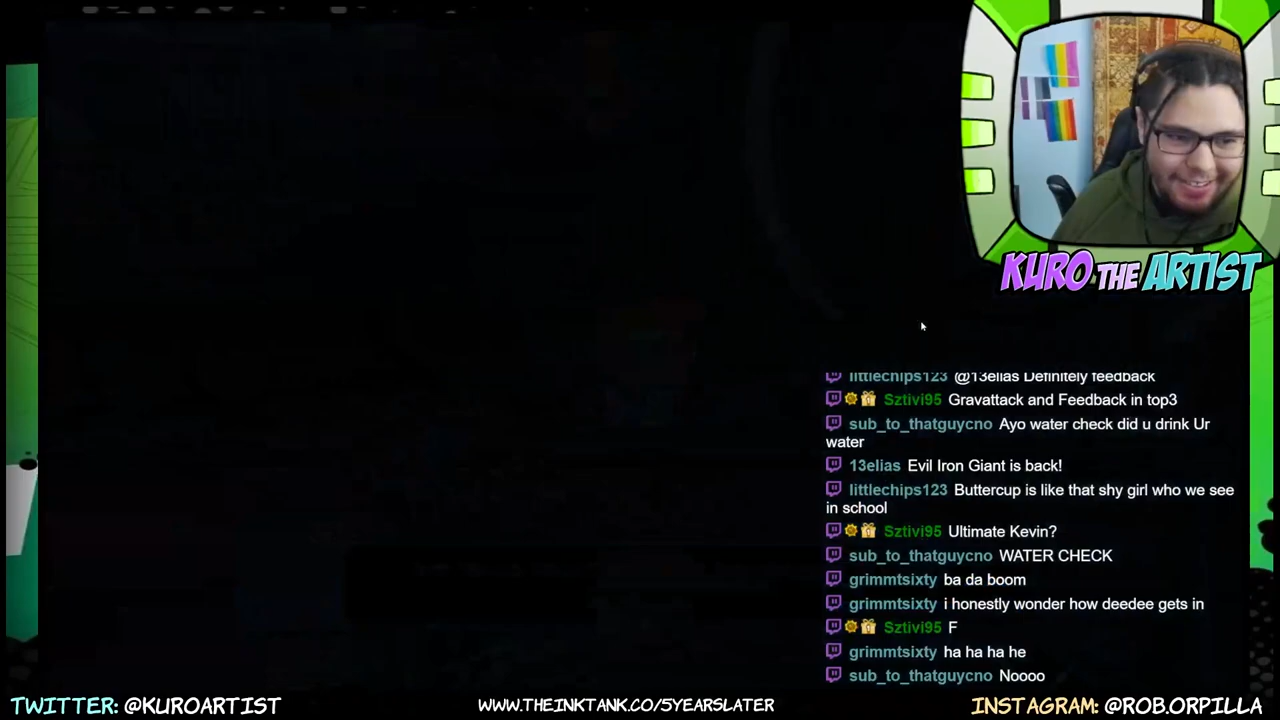 KURO THE ARTIST
littlechips123 @13elias Definitely feedback
Sztivi95 Gravattack and Feedback in top3
sub_to_thatguycno Ayo water check did u drink Ur
water
13elias Evil Iron Giant is back!
littlechips123 Buttercup is like that shy girl who we see
in school
Sztivi95 Ultimate Kevin?
sub_to_thatguycno WATER CHECK
grimmtsixty ba da boom
grimmtsixty i honestly wonder how deedee gets in
Sztivi95 F
grimmtsixty ha ha ha he
sub_to_thatguycno Noooo
TWITTER: @KUROARTIST
WWW.THEINKTANK.CO/5YEARSLATER
INSTAGRAM: @ROB.ORPILLA